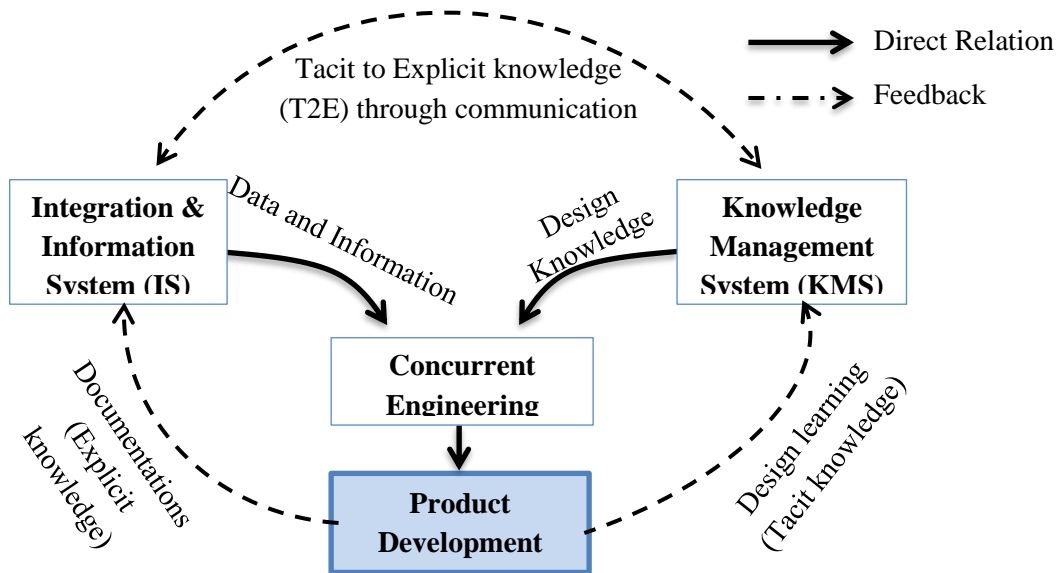 Direct Relation
Feedback
Tacit to Explicit knowledge
(T2E) through communication
Integration &
Information
System (IS)
Data and Information
Design
Knowledge
Knowledge
Management
System (KMS)
Concurrent
Engineering
Documentations
(Explicit
knowledge)
Design learning
(Tacit knowledge)
Product
Development